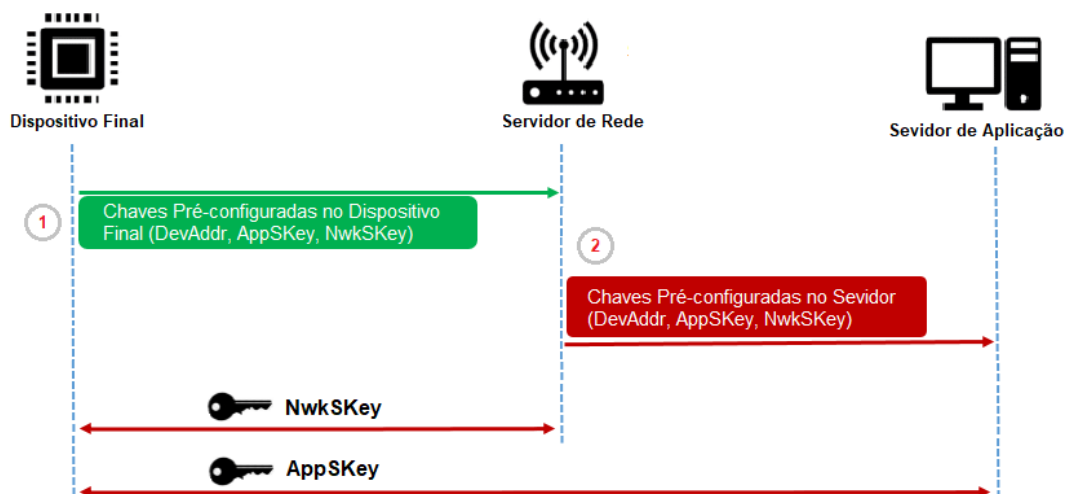 Dispositivo Final
Servidor de Rede
Sevidor de Aplicação
1
Chaves Pré-configuradas no Dispositivo
Final (DevAddr, AppSKey, NwkSKey)
2
Chaves Pré-configuradas no Sevidor
(DevAddr, AppSKey, NwkSKey)
NwkSKey
AppSKey